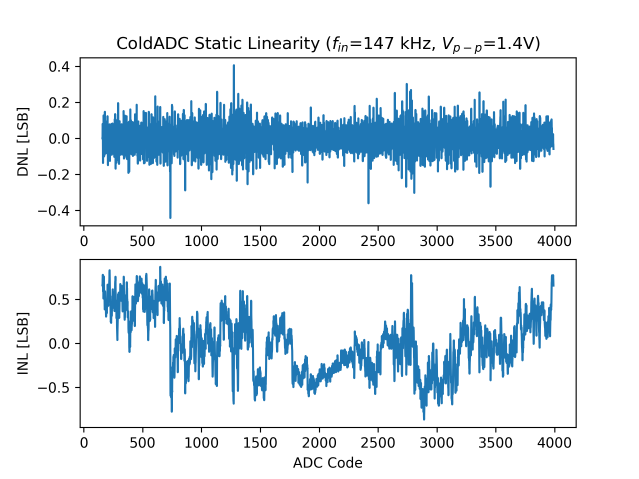 ColdADC Static Linearity (f_in=147 kHz, V_p−p=1.4V)
0.4
0.2
0.0
−0.2
−0.4
DNL [LSB]
0 500 1000 1500 2000 2500 3000 3500 4000
0.5
0.0
−0.5
INL [LSB]
0 500 1000 1500 2000 2500 3000 3500 4000
ADC Code